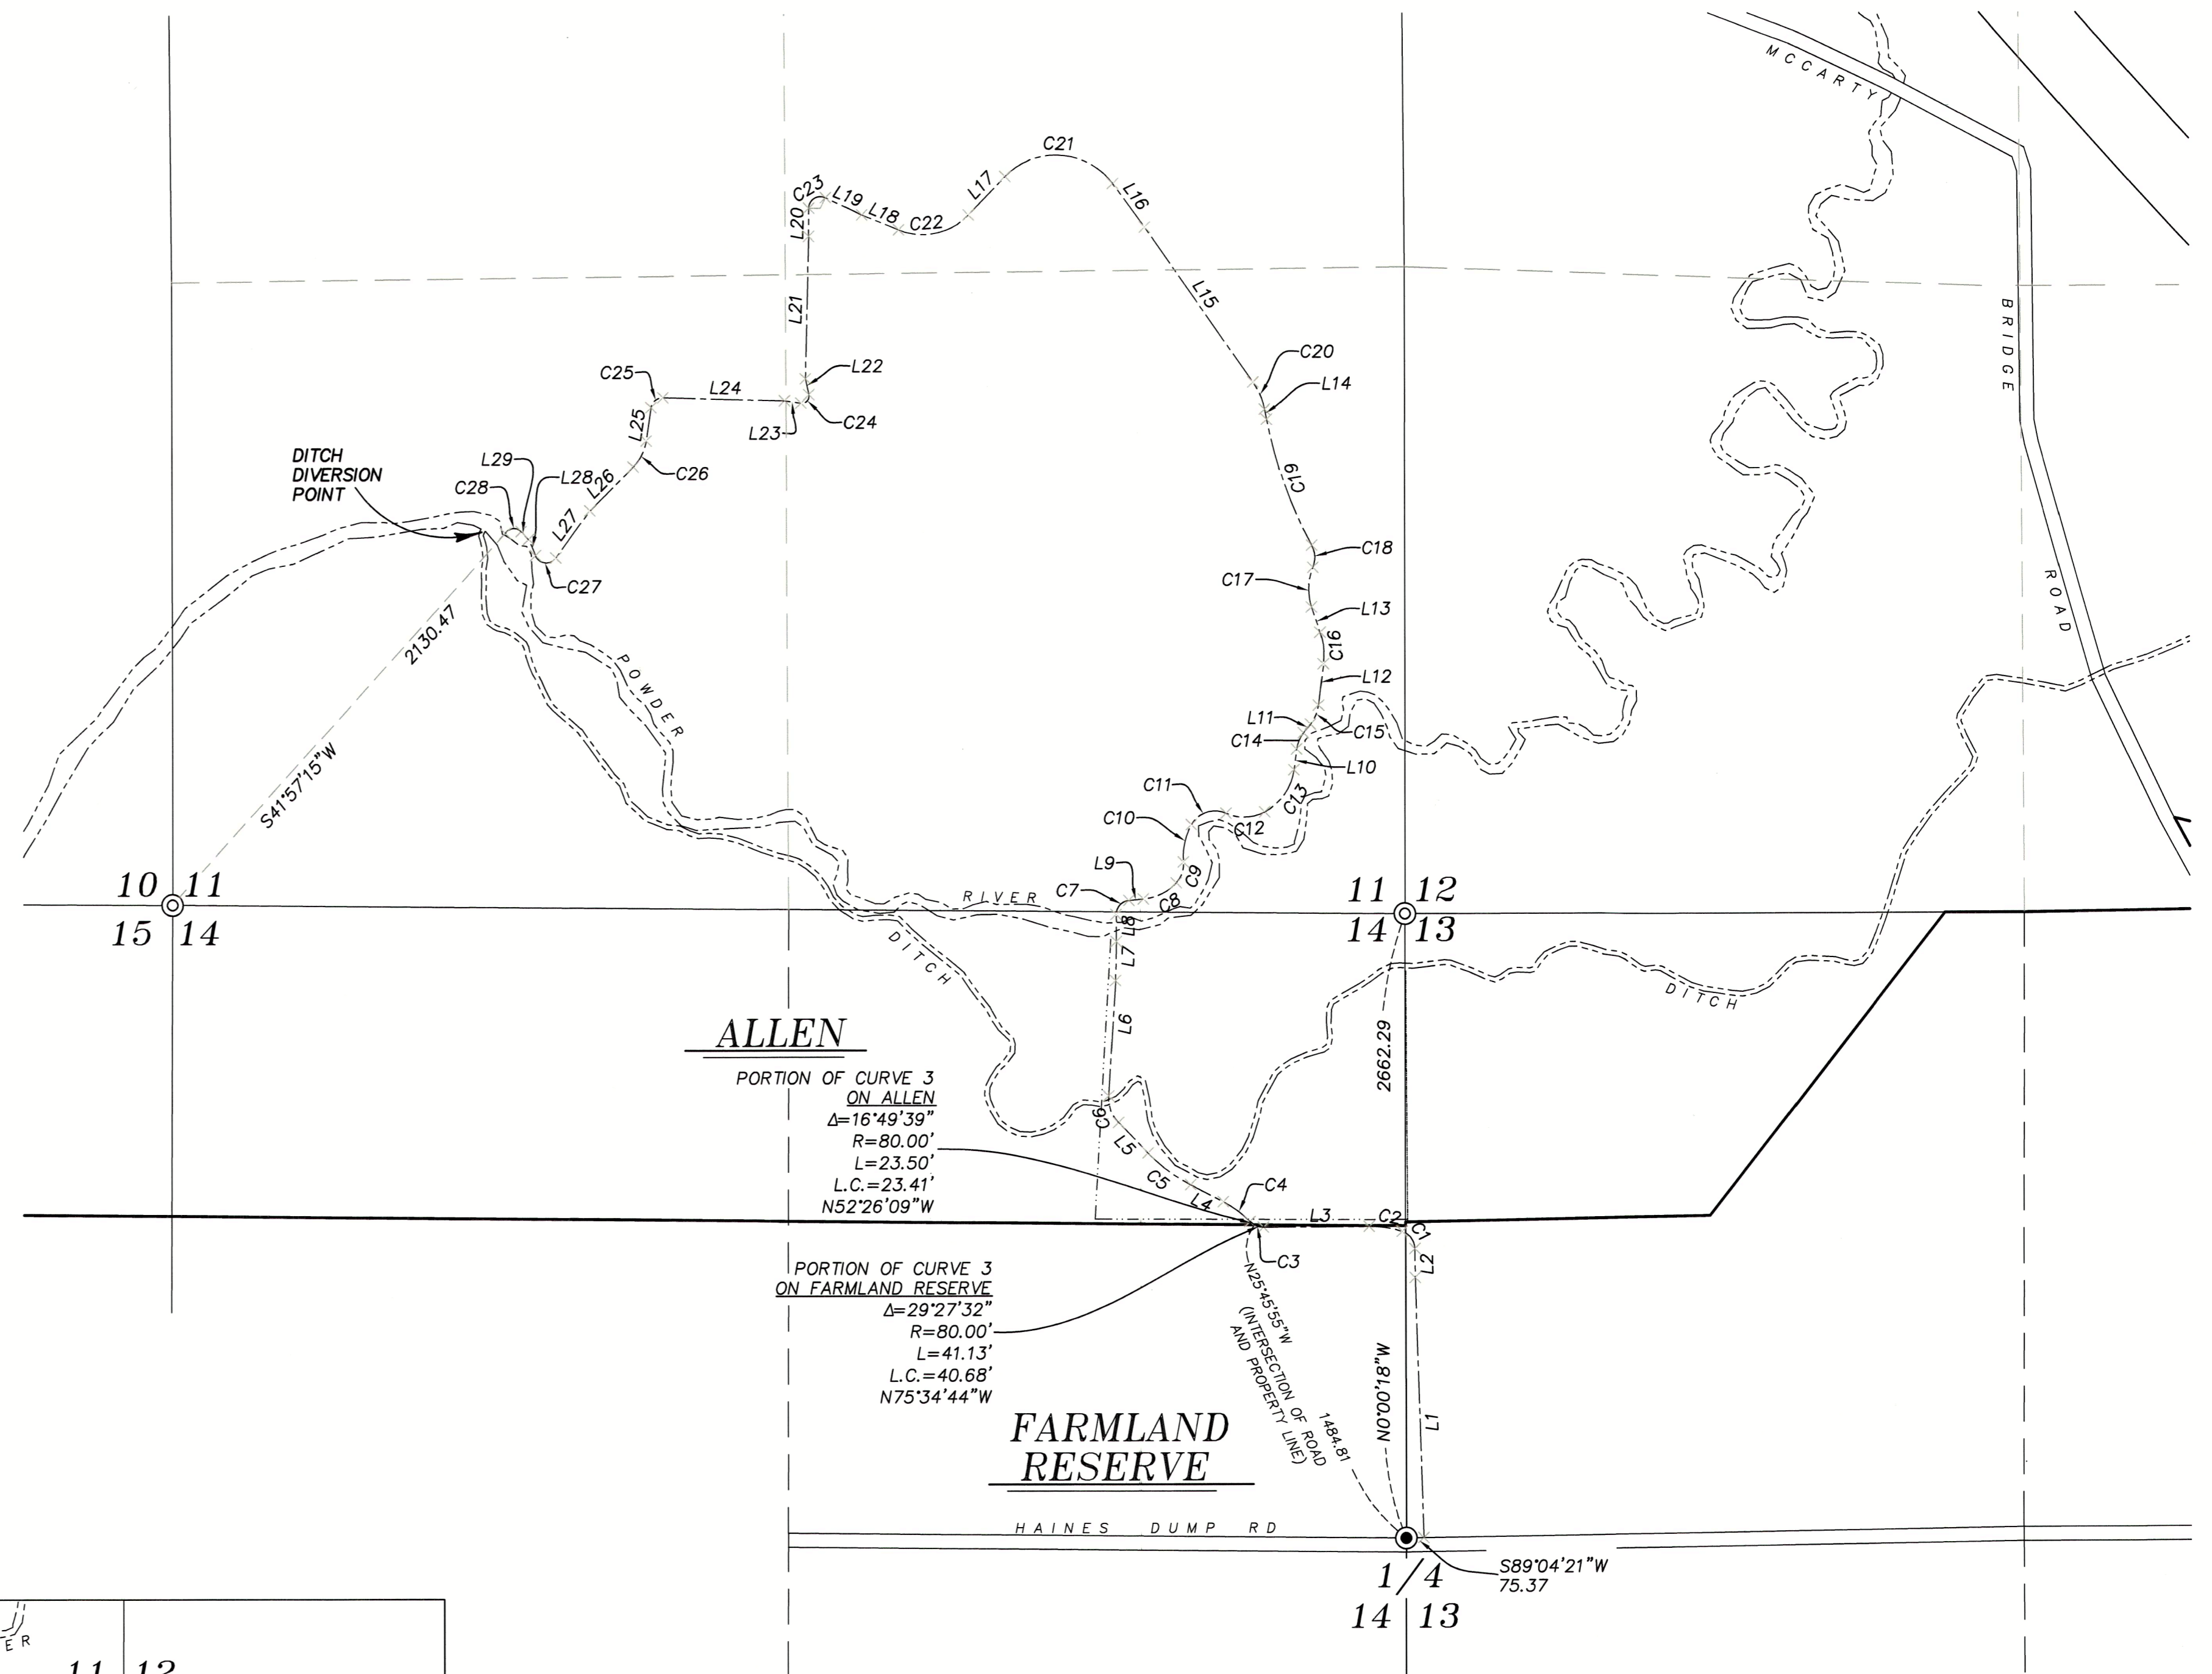 MCCARTY
BRIDGE
ROAD
C21
C23
L19
L18
C22
L17
L16
L20
L21
L15
C20
L14
L22
C25
L24
L23
C24
L25
C26
C19
DITCH
DIVERSION
POINT
L29
C28
L28
L26
L27
C27
C18
C17
L13
C16
L12
2130.47
S41°57'15"W
POWDER
L11
C14
C15
L10
C13
C11
C10
C12
L9
C9
C7
C8
RIVER
10 11
15 14
11 12
14 13
L8
L7
DITCH
DITCH
L6
2662.29
ALLEN
PORTION OF CURVE 3
ON ALLEN
Δ=16°49'39"
R=80.00'
L=23.50'
L.C.=23.41'
N52°26'09"W
C6
L5
C5
L4
C4
L3
C2
C1
L2
C3
PORTION OF CURVE 3
ON FARMLAND RESERVE
Δ=29°27'32"
R=80.00'
L=41.13'
L.C.=40.68'
N75°34'44"W
N25°45'55"W
(INTERSECTION OF ROAD
AND PROPERTY LINE)
1484.81
N0°00'18"W
L1
FARMLAND
RESERVE
HAINES DUMP RD
S89°04'21"W
75.37
1/4
14 13
ER
11 12